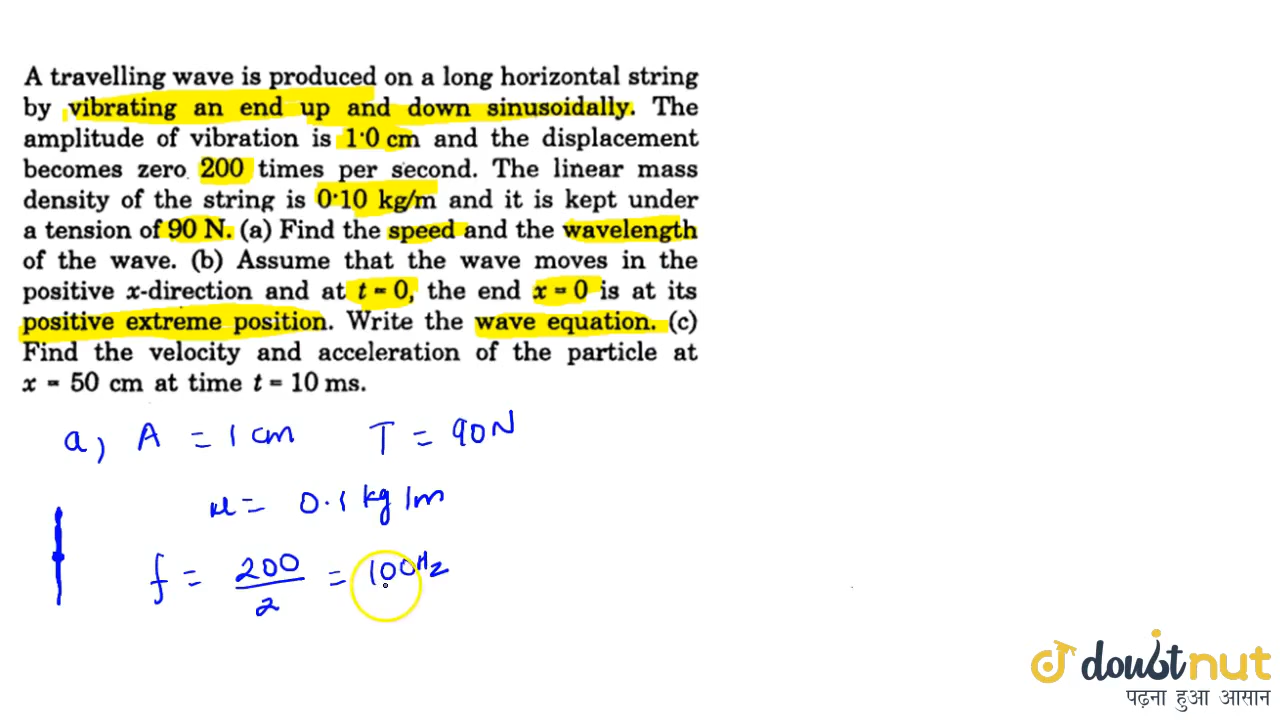 A travelling wave is produced on a long horizontal string
by vibrating an end up and down sinusoidally. The
amplitude of vibration is 1·0 cm and the displacement
becomes zero 200 times per second. The linear mass
density of the string is 0·10 kg/m and it is kept under
a tension of 90 N. (a) Find the speed and the wavelength
of the wave. (b) Assume that the wave moves in the
positive x-direction and at t = 0, the end x = 0 is at its
positive extreme position. Write the wave equation. (c)
Find the velocity and acceleration of the particle at
x = 50 cm at time t = 10 ms.
a) A = 1 cm T = 90N
μ = 0.1 kg/m
f = 200/2 = 100Hz
doubtnut
पढ़ना हुआ आसान